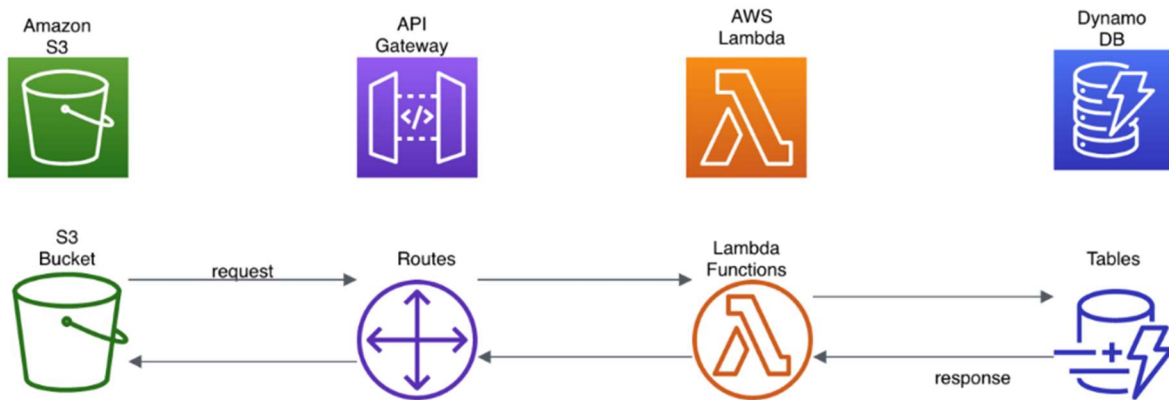 Amazon
S3
API
Gateway
AWS
Lambda
Dynamo
DB
</>
S3
Bucket
request
Routes
Lambda
Functions
Tables
response